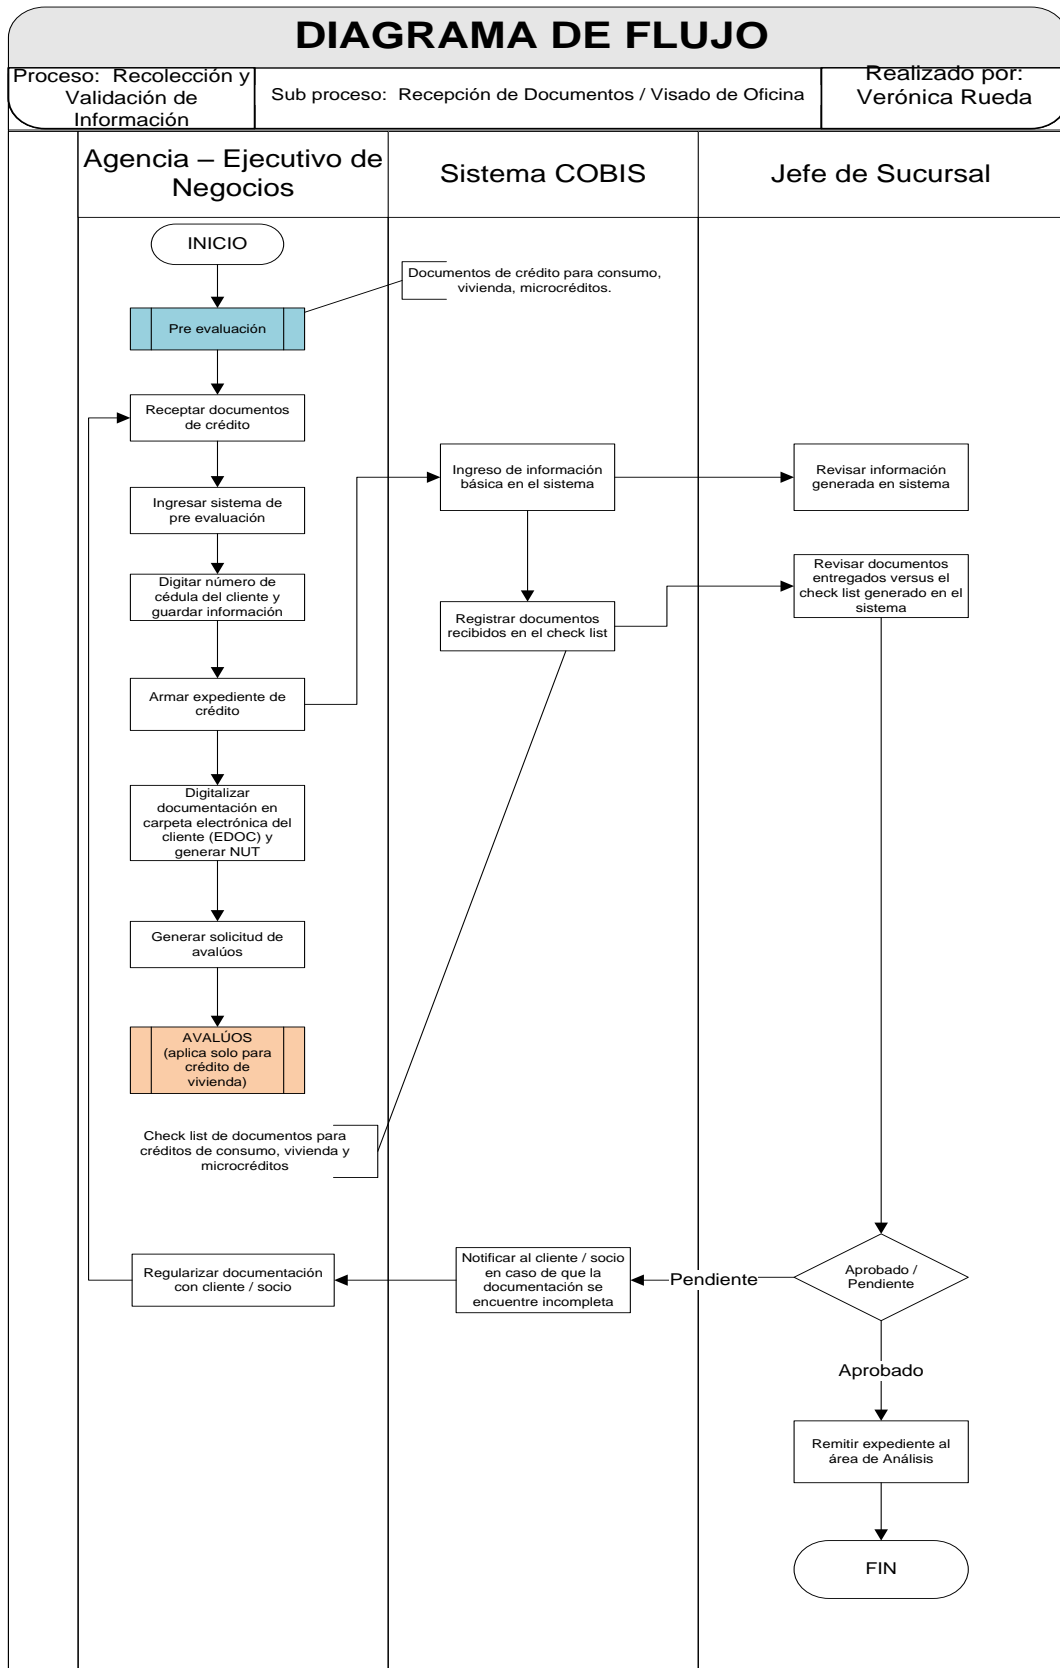 DIAGRAMA DE FLUJO
Proceso: Recolección y
Validación de
Información
Sub proceso: Recepción de Documentos / Visado de Oficina
Realizado por:
Verónica Rueda
Agencia – Ejecutivo de
Negocios
Sistema COBIS
Jefe de Sucursal
INICIO
Documentos de crédito para consumo,
vivienda, microcréditos.
Pre evaluación
Receptar documentos
de crédito
Ingreso de información
básica en el sistema
Revisar información
generada en sistema
Ingresar sistema de
pre evaluación
Digitar número de
cédula del cliente y
guardar información
Registrar documentos
recibidos en el check list
Revisar documentos
entregados versus el
check list generado en el
sistema
Armar expediente de
crédito
Digitalizar
documentación en
carpeta electrónica del
cliente (EDOC) y
generar NUT
Generar solicitud de
avalúos
AVALÚOS
(aplica solo para
crédito de
vivienda)
Check list de documentos para
créditos de consumo, vivienda y
microcréditos
Regularizar documentación
con cliente / socio
Notificar al cliente / socio
en caso de que la
documentación se
encuentre incompleta
Pendiente
Aprobado /
Pendiente
Aprobado
Remitir expediente al
área de Análisis
FIN